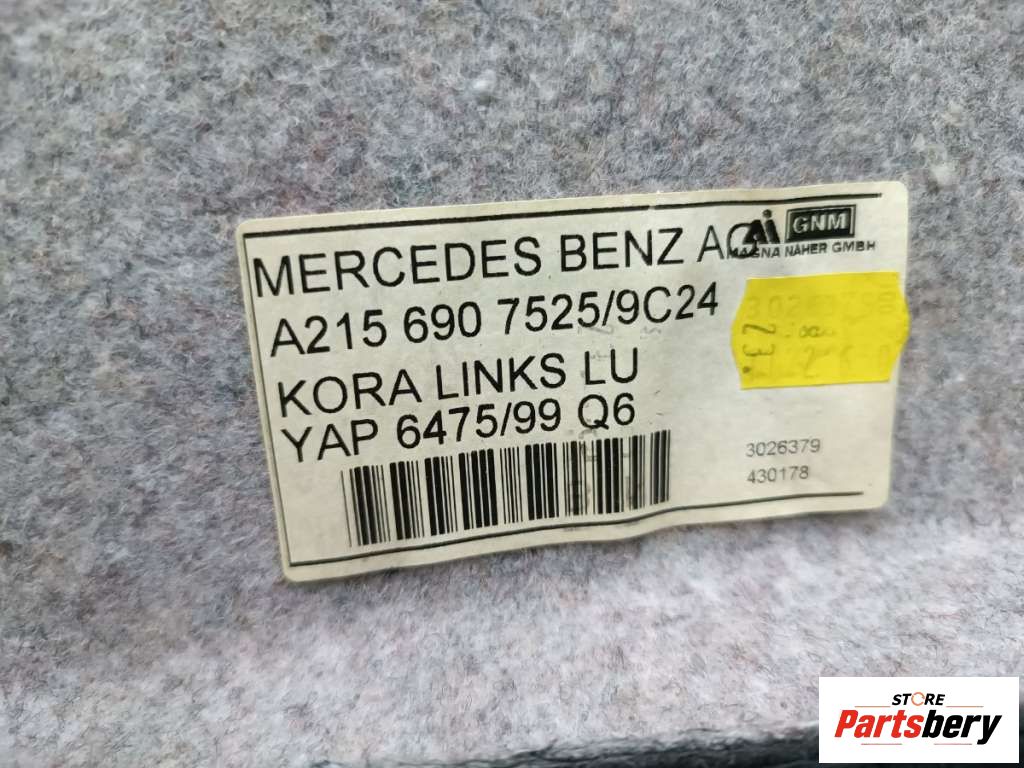 MERCEDES BENZ AG
GNM
MAGNA NÄHER GMBH
A215 690 7525/9C24
KORA LINKS LU
YAP 6475/99 Q6
3026379
430178
STORE
Partsbery